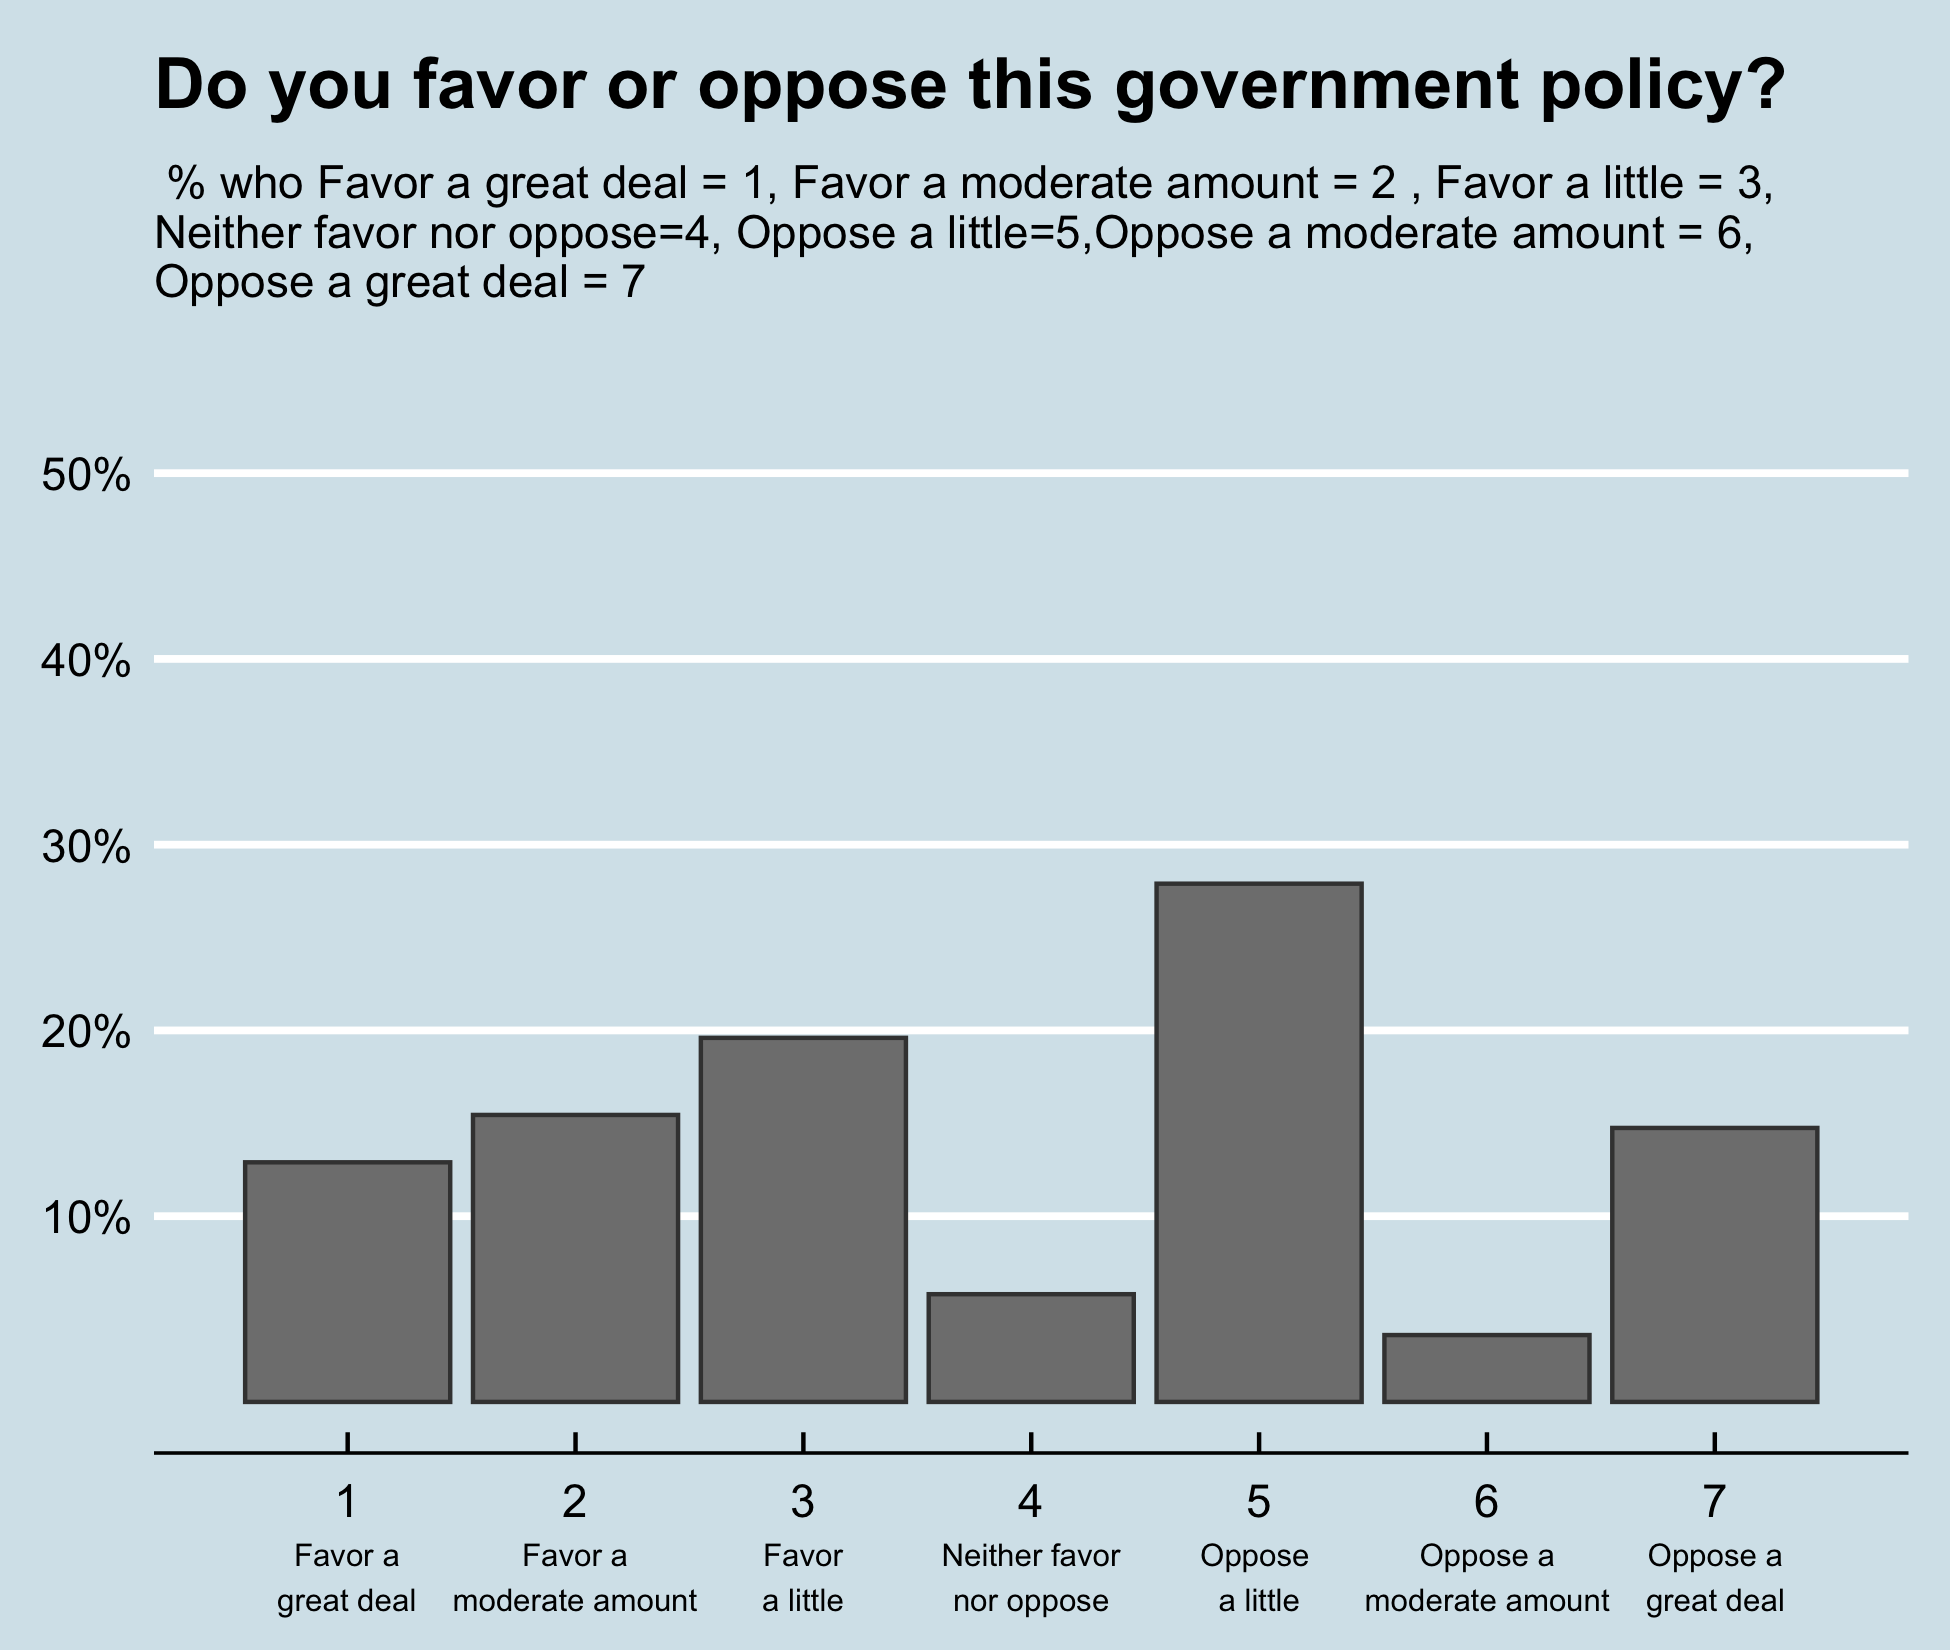 Do you favor or oppose this government policy?
% who Favor a great deal = 1, Favor a moderate amount = 2 , Favor a little = 3,
Neither favor nor oppose=4, Oppose a little=5,Oppose a moderate amount = 6,
Oppose a great deal = 7
50%
40%
30%
20%
10%
1 2 3 4 5 6 7
Favor a Favor a Favor Neither favor Oppose Oppose a Oppose a
great deal moderate amount a little nor oppose a little moderate amount great deal